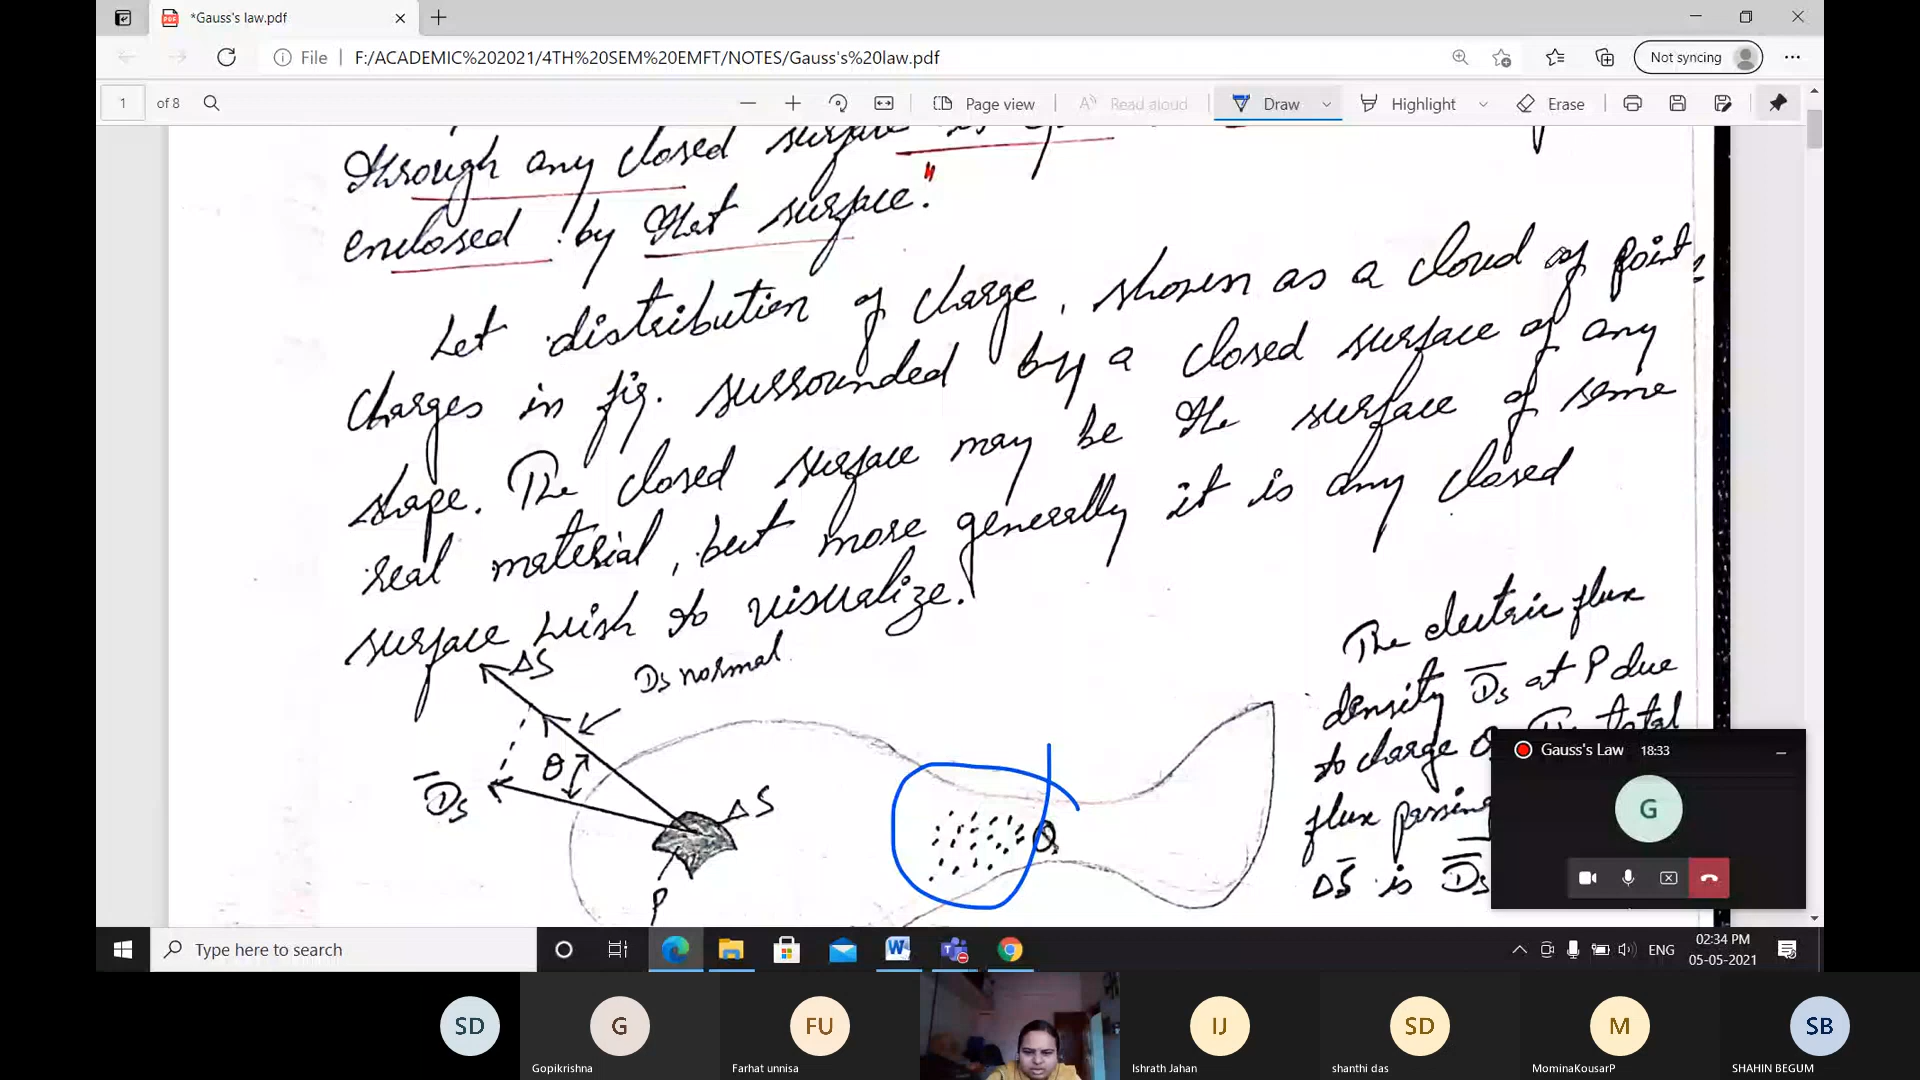 *Gauss's law.pdf
File F:/ACADEMIC%202021/4TH%20SEM%20EMFT/NOTES/Gauss's%20law.pdf
Not syncing
1 of 8
Page view
Read aloud
Draw
Highlight
Erase
through any closed surface is
enclosed by that surface."
Let distribution of charge, shown as a cloud of point
charges in fig. surrounded by a closed surface of any
shape. The closed surface may be the surface of some
real material, but more generally it is any closed
surface wish to visualize.
ΔS
Ds normal
θ
D̅s
ΔS
P
Q
The electric flux
density D̅s at P due
to charge Q. The total
flux passing
ΔS̅ is D̅s
Gauss's Law 18:33
G
Type here to search
ENG
02:34 PM
05-05-2021
SD
G
FU
IJ
SD
M
SB
Gopikrishna
Farhat unnisa
Ishrath Jahan
shanthi das
MominaKousarP
SHAHIN BEGUM